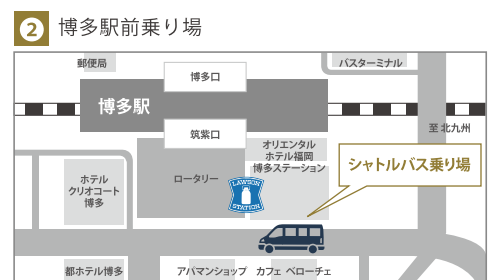 2 博多駅前乗り場
郵便局
博多口
バスターミナル
博多駅
至 北九州
筑紫口
オリエンタル
ホテル福岡
博多ステーション
シャトルバス乗り場
ロータリー
ホテル
クリオコート
博多
LAWSON
STATION
都ホテル博多
アパマンショップ
カフェ ベローチェ